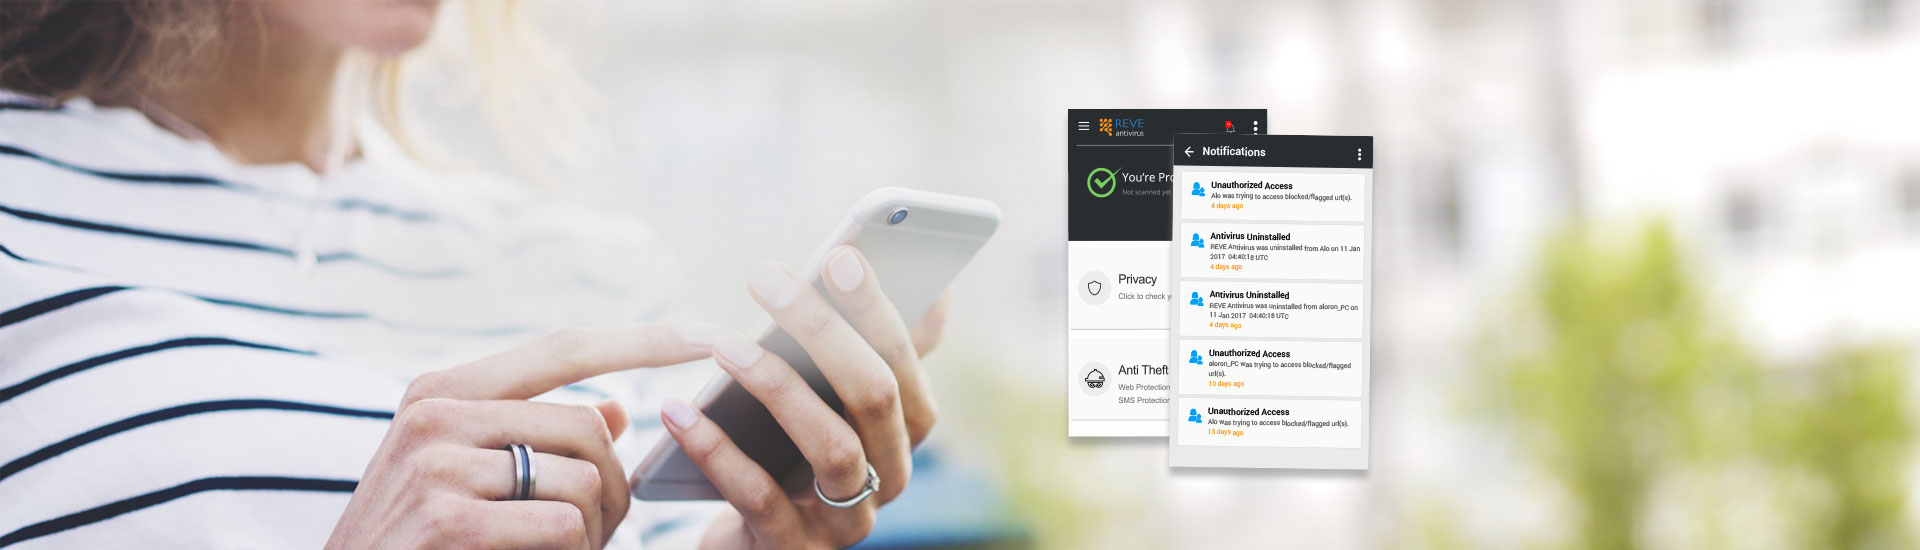 REVE
antivirus
You're Pro
Not scanned yet
Privacy
Click to check y
Anti Theft
Web Protection
SMS Protection
Notifications
Unauthorized Access
Alo was trying to access blocked/flagged url(s).
4 days ago
Antivirus Uninstalled
REVE Antivirus was uninstalled from Alo on 11 Jan
2017 04:40:18 UTC
4 days ago
Antivirus Uninstalled
REVE Antivirus was uninstalled from aloron_PC on
11 Jan 2017 04:40:18 UTC
4 days ago
Unauthorized Access
aloron_PC was trying to access blocked/flagged
url(s).
10 days ago
Unauthorized Access
Alo was trying to access blocked/flagged url(s).
13 days ago